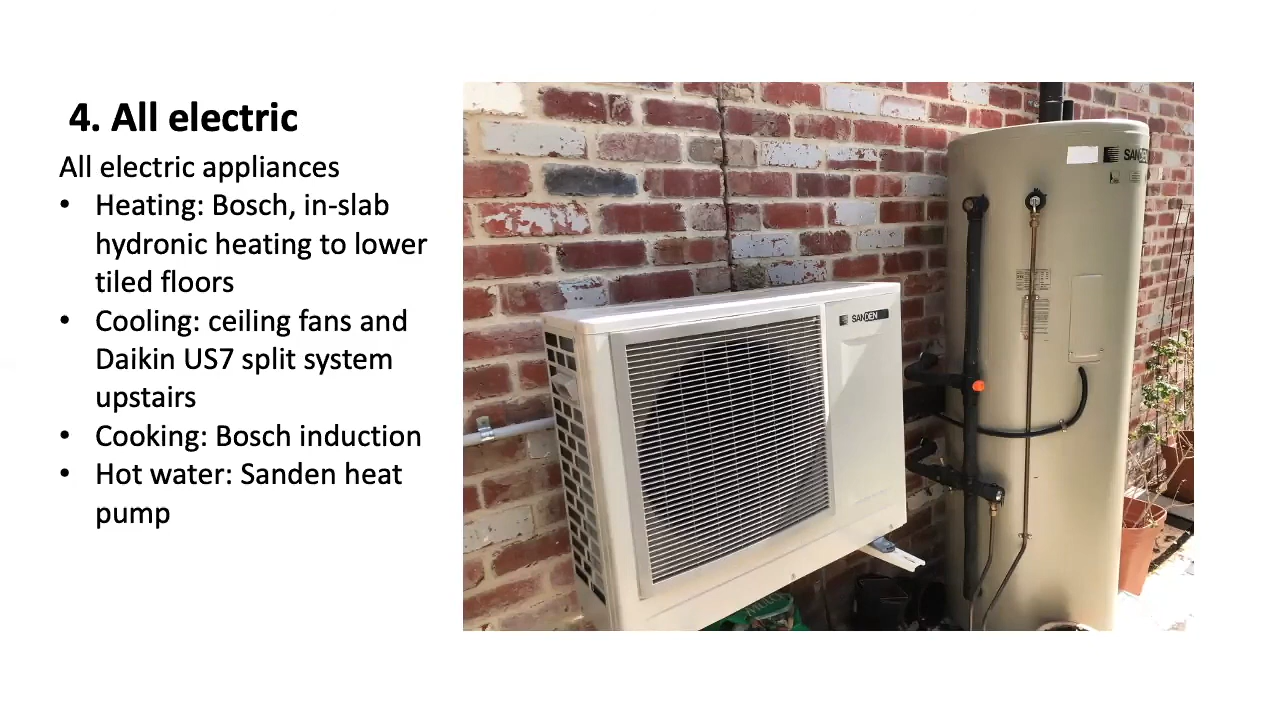 4. All electric
All electric appliances
• Heating: Bosch, in-slab
hydronic heating to lower
tiled floors
• Cooling: ceiling fans and
Daikin US7 split system
upstairs
• Cooking: Bosch induction
• Hot water: Sanden heat
pump
SANDEN